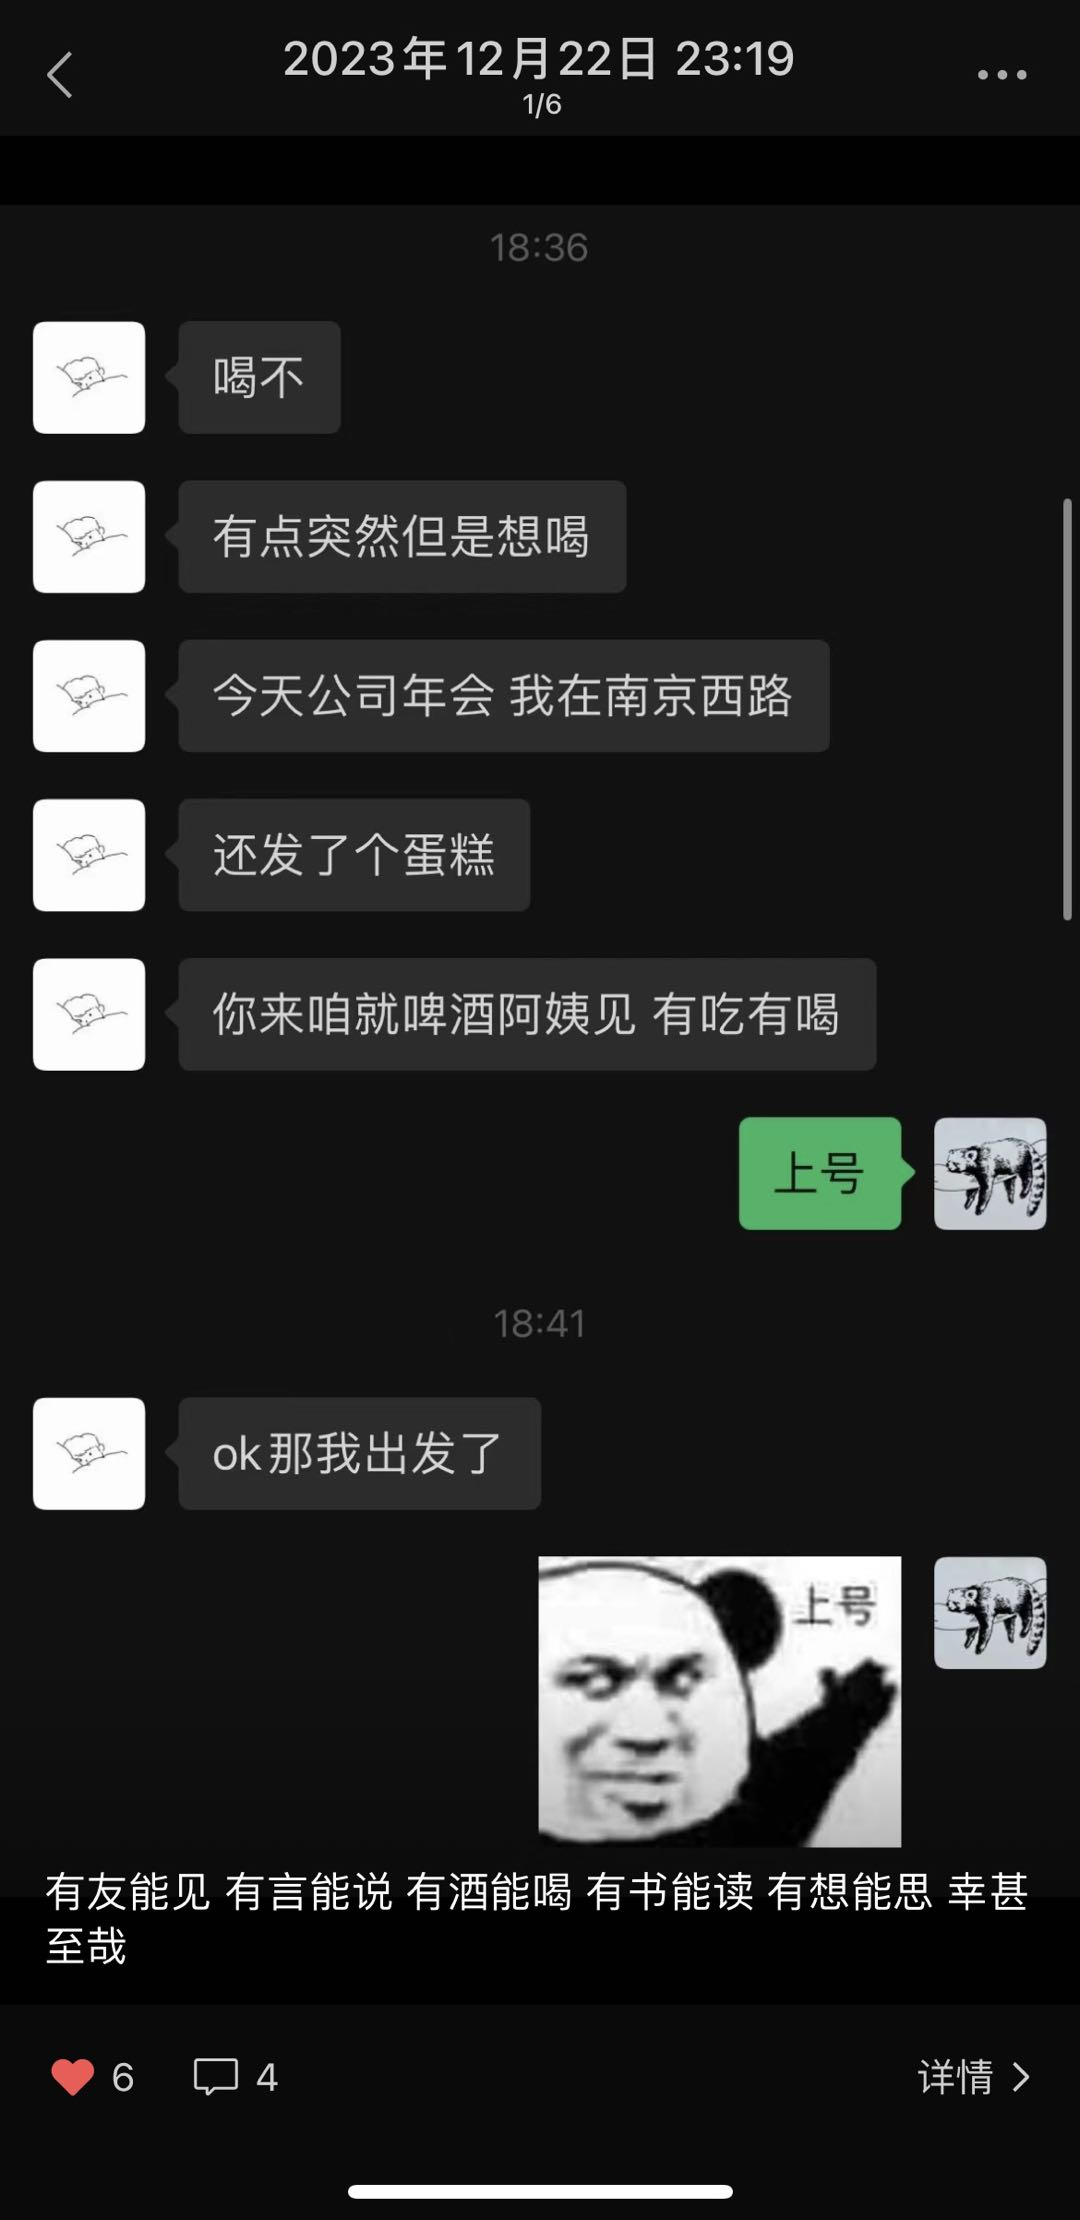 2023年12月22日 23:19
1/6
18:36
喝不
有点突然但是想喝
今天公司年会 我在南京西路
还发了个蛋糕
你来咱就啤酒阿姨见 有吃有喝
上号
18:41
ok那我出发了
上号
有友能见 有言能说 有酒能喝 有书能读 有想能思 幸甚
至哉
6
4
详情